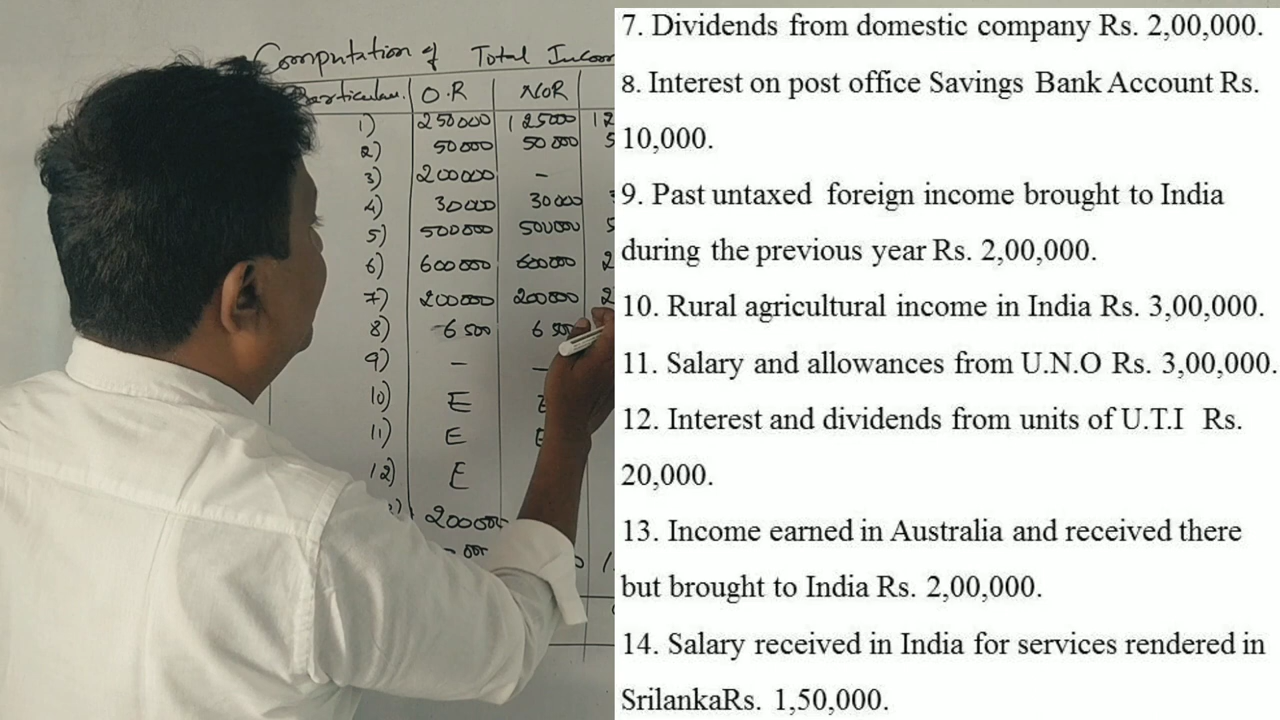 Computation of Total Incom
Particulars. O.R NOR
1) 250000 125000 12
2) 50000 50000 5
3) 200000 -
4) 30000 30000
5) 500000 500000 5
6) 600000 600000 2
7) 200000 200000 2
8) 6500 6500
9) - -
10) E E
11) E E
12) E
200000
7. Dividends from domestic company Rs. 2,00,000.
8. Interest on post office Savings Bank Account Rs.
10,000.
9. Past untaxed foreign income brought to India
during the previous year Rs. 2,00,000.
10. Rural agricultural income in India Rs. 3,00,000.
11. Salary and allowances from U.N.O Rs. 3,00,000.
12. Interest and dividends from units of U.T.I Rs.
20,000.
13. Income earned in Australia and received there
but brought to India Rs. 2,00,000.
14. Salary received in India for services rendered in
SrilankaRs. 1,50,000.